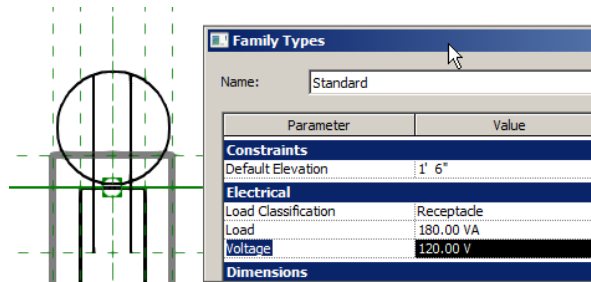 Family Types
Name: Standard
Parameter Value
Constraints
Default Elevation 1' 6"
Electrical
Load Classification Receptacle
Load 180.00 VA
Voltage 120.00 V
Dimensions